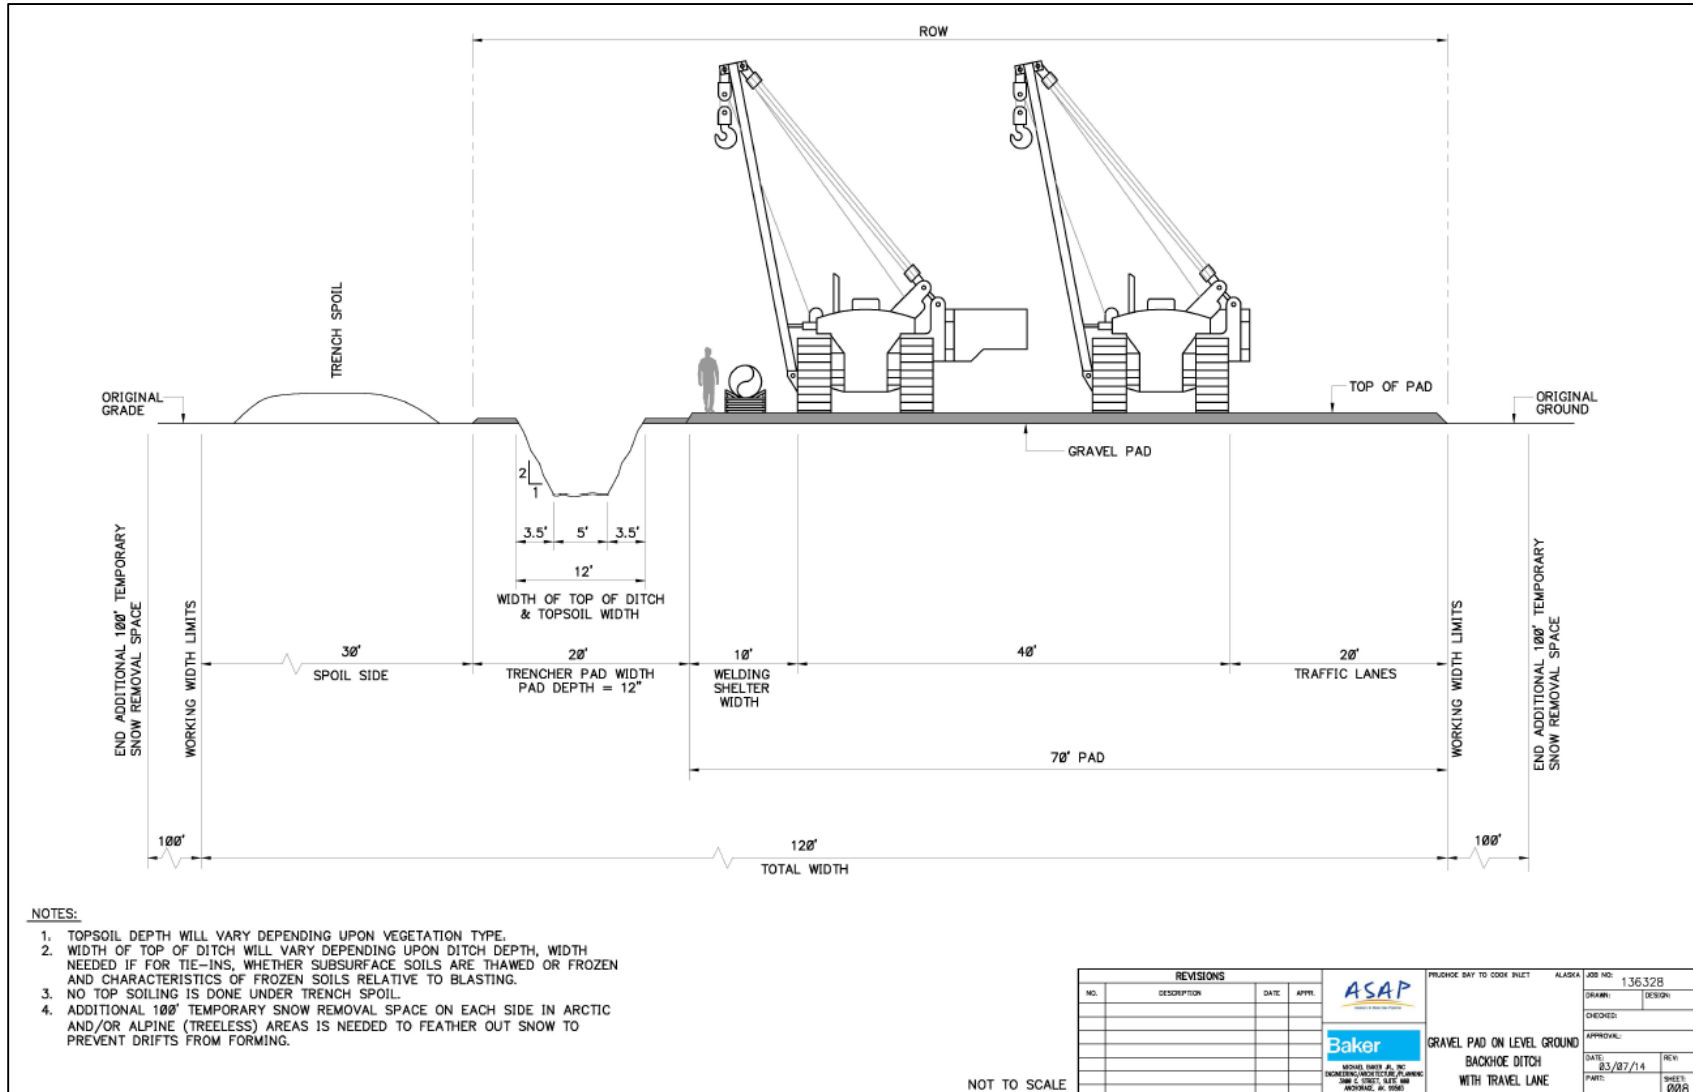 ROW
TRENCH SPOIL
ORIGINAL
GRADE
TOP OF PAD
ORIGINAL
GROUND
GRAVEL PAD
2
1
3.5'
5'
3.5'
12'
WIDTH OF TOP OF DITCH
& TOPSOIL WIDTH
END ADDITIONAL 100' TEMPORARY
SNOW REMOVAL SPACE
WORKING WIDTH LIMITS
30'
SPOIL SIDE
20'
TRENCHER PAD WIDTH
PAD DEPTH = 12"
10'
WELDING
SHELTER
WIDTH
40'
20'
TRAFFIC LANES
WORKING WIDTH LIMITS
END ADDITIONAL 100' TEMPORARY
SNOW REMOVAL SPACE
70' PAD
100'
120'
TOTAL WIDTH
100'
NOTES:
1. TOPSOIL DEPTH WILL VARY DEPENDING UPON VEGETATION TYPE.
2. WIDTH OF TOP OF DITCH WILL VARY DEPENDING UPON DITCH DEPTH, WIDTH
NEEDED IF FOR TIE-INS, WHETHER SUBSURFACE SOILS ARE THAWED OR FROZEN
AND CHARACTERISTICS OF FROZEN SOILS RELATIVE TO BLASTING.
3. NO TOP SOILING IS DONE UNDER TRENCH SPOIL.
4. ADDITIONAL 100' TEMPORARY SNOW REMOVAL SPACE ON EACH SIDE IN ARCTIC
AND/OR ALPINE (TREELESS) AREAS IS NEEDED TO FEATHER OUT SNOW TO
PREVENT DRIFTS FROM FORMING.
NOT TO SCALE
REVISIONS
NO. DESCRIPTION DATE APPR.
ASAP
Baker
MICHAEL BAKER JR., INC
ENGINEERING/ARCHITECTURE/PLANNING
ANCHORAGE, AK 99503
PRUDHOE BAY TO COOK INLET ALASKA
GRAVEL PAD ON LEVEL GROUND
BACKHOE DITCH
WITH TRAVEL LANE
JOB NO:
136328
DRAWN: DESIGN:
CHECKED:
APPROVAL:
DATE: REV:
03/07/14
PART: SHEET:
008